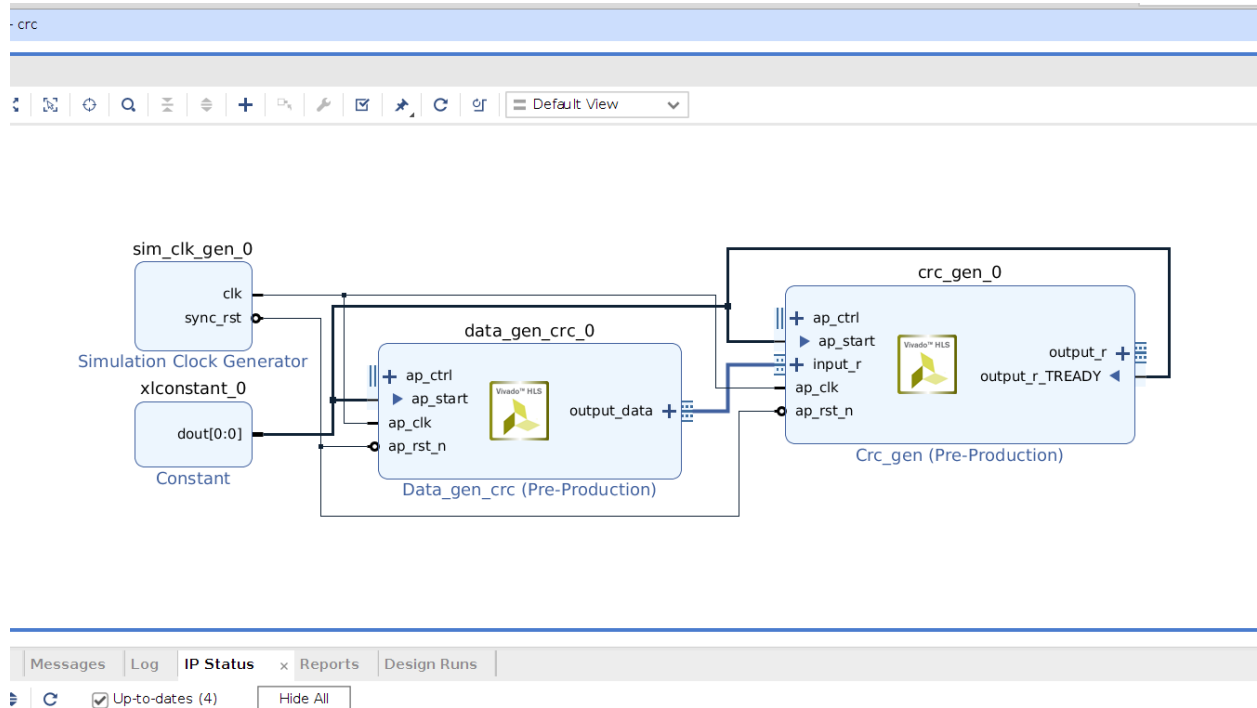 - crc
Default View
sim_clk_gen_0
clk
sync_rst
Simulation Clock Generator
xlconstant_0
dout[0:0]
Constant
data_gen_crc_0
ap_ctrl
ap_start
ap_clk
ap_rst_n
Vivado™ HLS
output_data
Data_gen_crc (Pre-Production)
crc_gen_0
ap_ctrl
ap_start
input_r
ap_clk
ap_rst_n
Vivado™ HLS
output_r
output_r_TREADY
Crc_gen (Pre-Production)
Messages Log IP Status × Reports Design Runs
Up-to-dates (4) Hide All